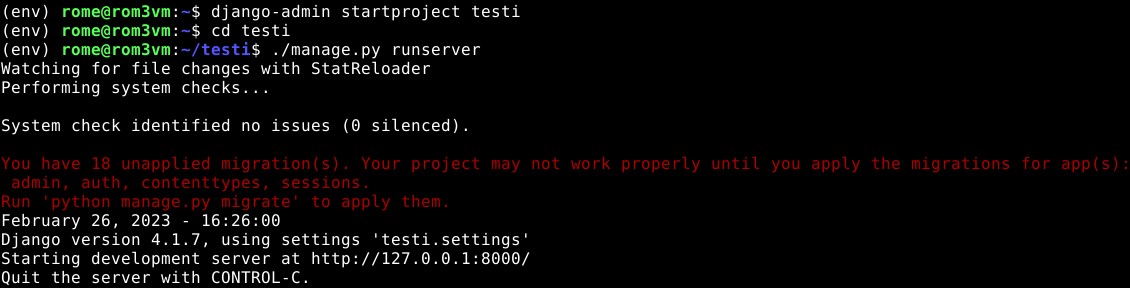 (env) rome@rom3vm:~$ django-admin startproject testi
(env) rome@rom3vm:~$ cd testi
(env) rome@rom3vm:~/testi$ ./manage.py runserver
Watching for file changes with StatReloader
Performing system checks...
System check identified no issues (0 silenced).
You have 18 unapplied migration(s). Your project may not work properly until you apply the migrations for app(s):
 admin, auth, contenttypes, sessions.
Run 'python manage.py migrate' to apply them.
February 26, 2023 - 16:26:00
Django version 4.1.7, using settings 'testi.settings'
Starting development server at http://127.0.0.1:8000/
Quit the server with CONTROL-C.